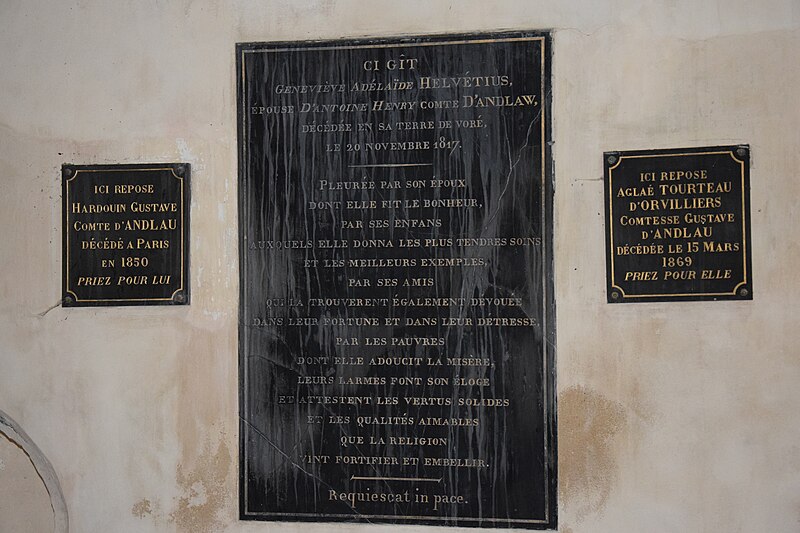 ICI REPOSE
HARDOUIN GUSTAVE
COMTE D'ANDLAU
DÉCÉDÉ A PARIS
EN 1850
PRIEZ POUR LUI
CI GÎT
GENEVIÈVE ADÉLAÏDE HELVÉTIUS,
ÉPOUSE D'ANTOINE HENRY COMTE D'ANDLAW,
DÉCÉDÉE EN SA TERRE DE VORÉ,
LE 20 NOVEMBRE 1817.
PLEURÉE PAR SON ÉPOUX
DONT ELLE FIT LE BONHEUR,
PAR SES ENFANS
AUXQUELS ELLE DONNA LES PLUS TENDRES SOINS
ET LES MEILLEURS EXEMPLES,
PAR SES AMIS
QUI LA TROUVERENT ÉGALEMENT DÉVOUÉE
DANS LEUR FORTUNE ET DANS LEUR DETRESSE,
PAR LES PAUVRES
DONT ELLE ADOUCIT LA MISÈRE,
LEURS LARMES FONT SON ÉLOGE
ET ATTESTENT LES VERTUS SOLIDES
ET LES QUALITÉS AIMABLES
QUE LA RELIGION
VINT FORTIFIER ET EMBELLIR.
Requiescat in pace.
ICI REPOSE
AGLAÉ TOURTEAU
D'ORVILLIERS
COMTESSE GUSTAVE
D'ANDLAU
DÉCÉDÉE LE 15 MARS
1869
PRIEZ POUR ELLE